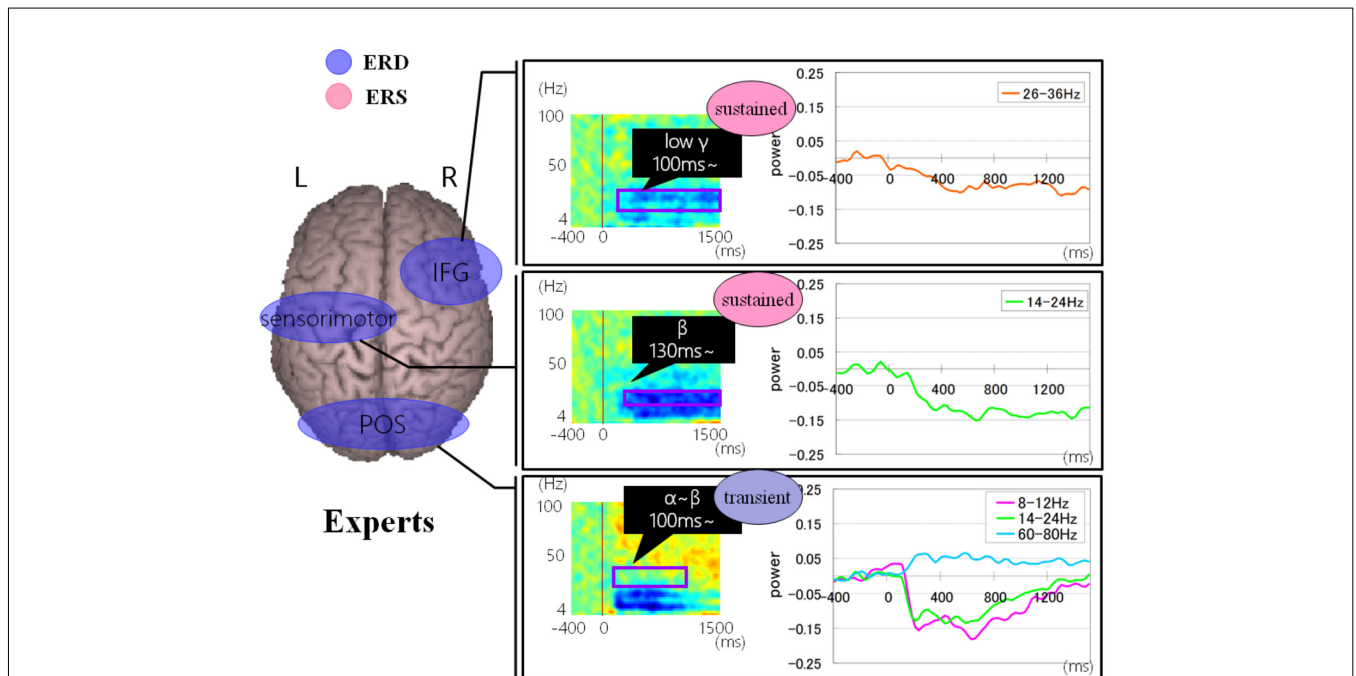 ERD
ERS
L
R
IFG
sensorimotor
POS
Experts
(Hz)
100
50
4
-400 0 1500
(ms)
low γ
100ms~
sustained
0.25
0.15
0.05
-0.05
-0.15
-0.25
power
-400 0 400 800 1200
(ms)
26-36Hz
(Hz)
100
50
4
-400 0 1500
(ms)
β
130ms~
sustained
0.25
0.15
0.05
-0.05
-0.15
-0.25
power
-400 0 400 800 1200
(ms)
14-24Hz
(Hz)
100
50
4
-400 0 1500
(ms)
α~β
100ms~
transient
0.25
0.15
0.05
-0.05
-0.15
-0.25
power
-400 0 400 800 1200
(ms)
8-12Hz
14-24Hz
60-80Hz